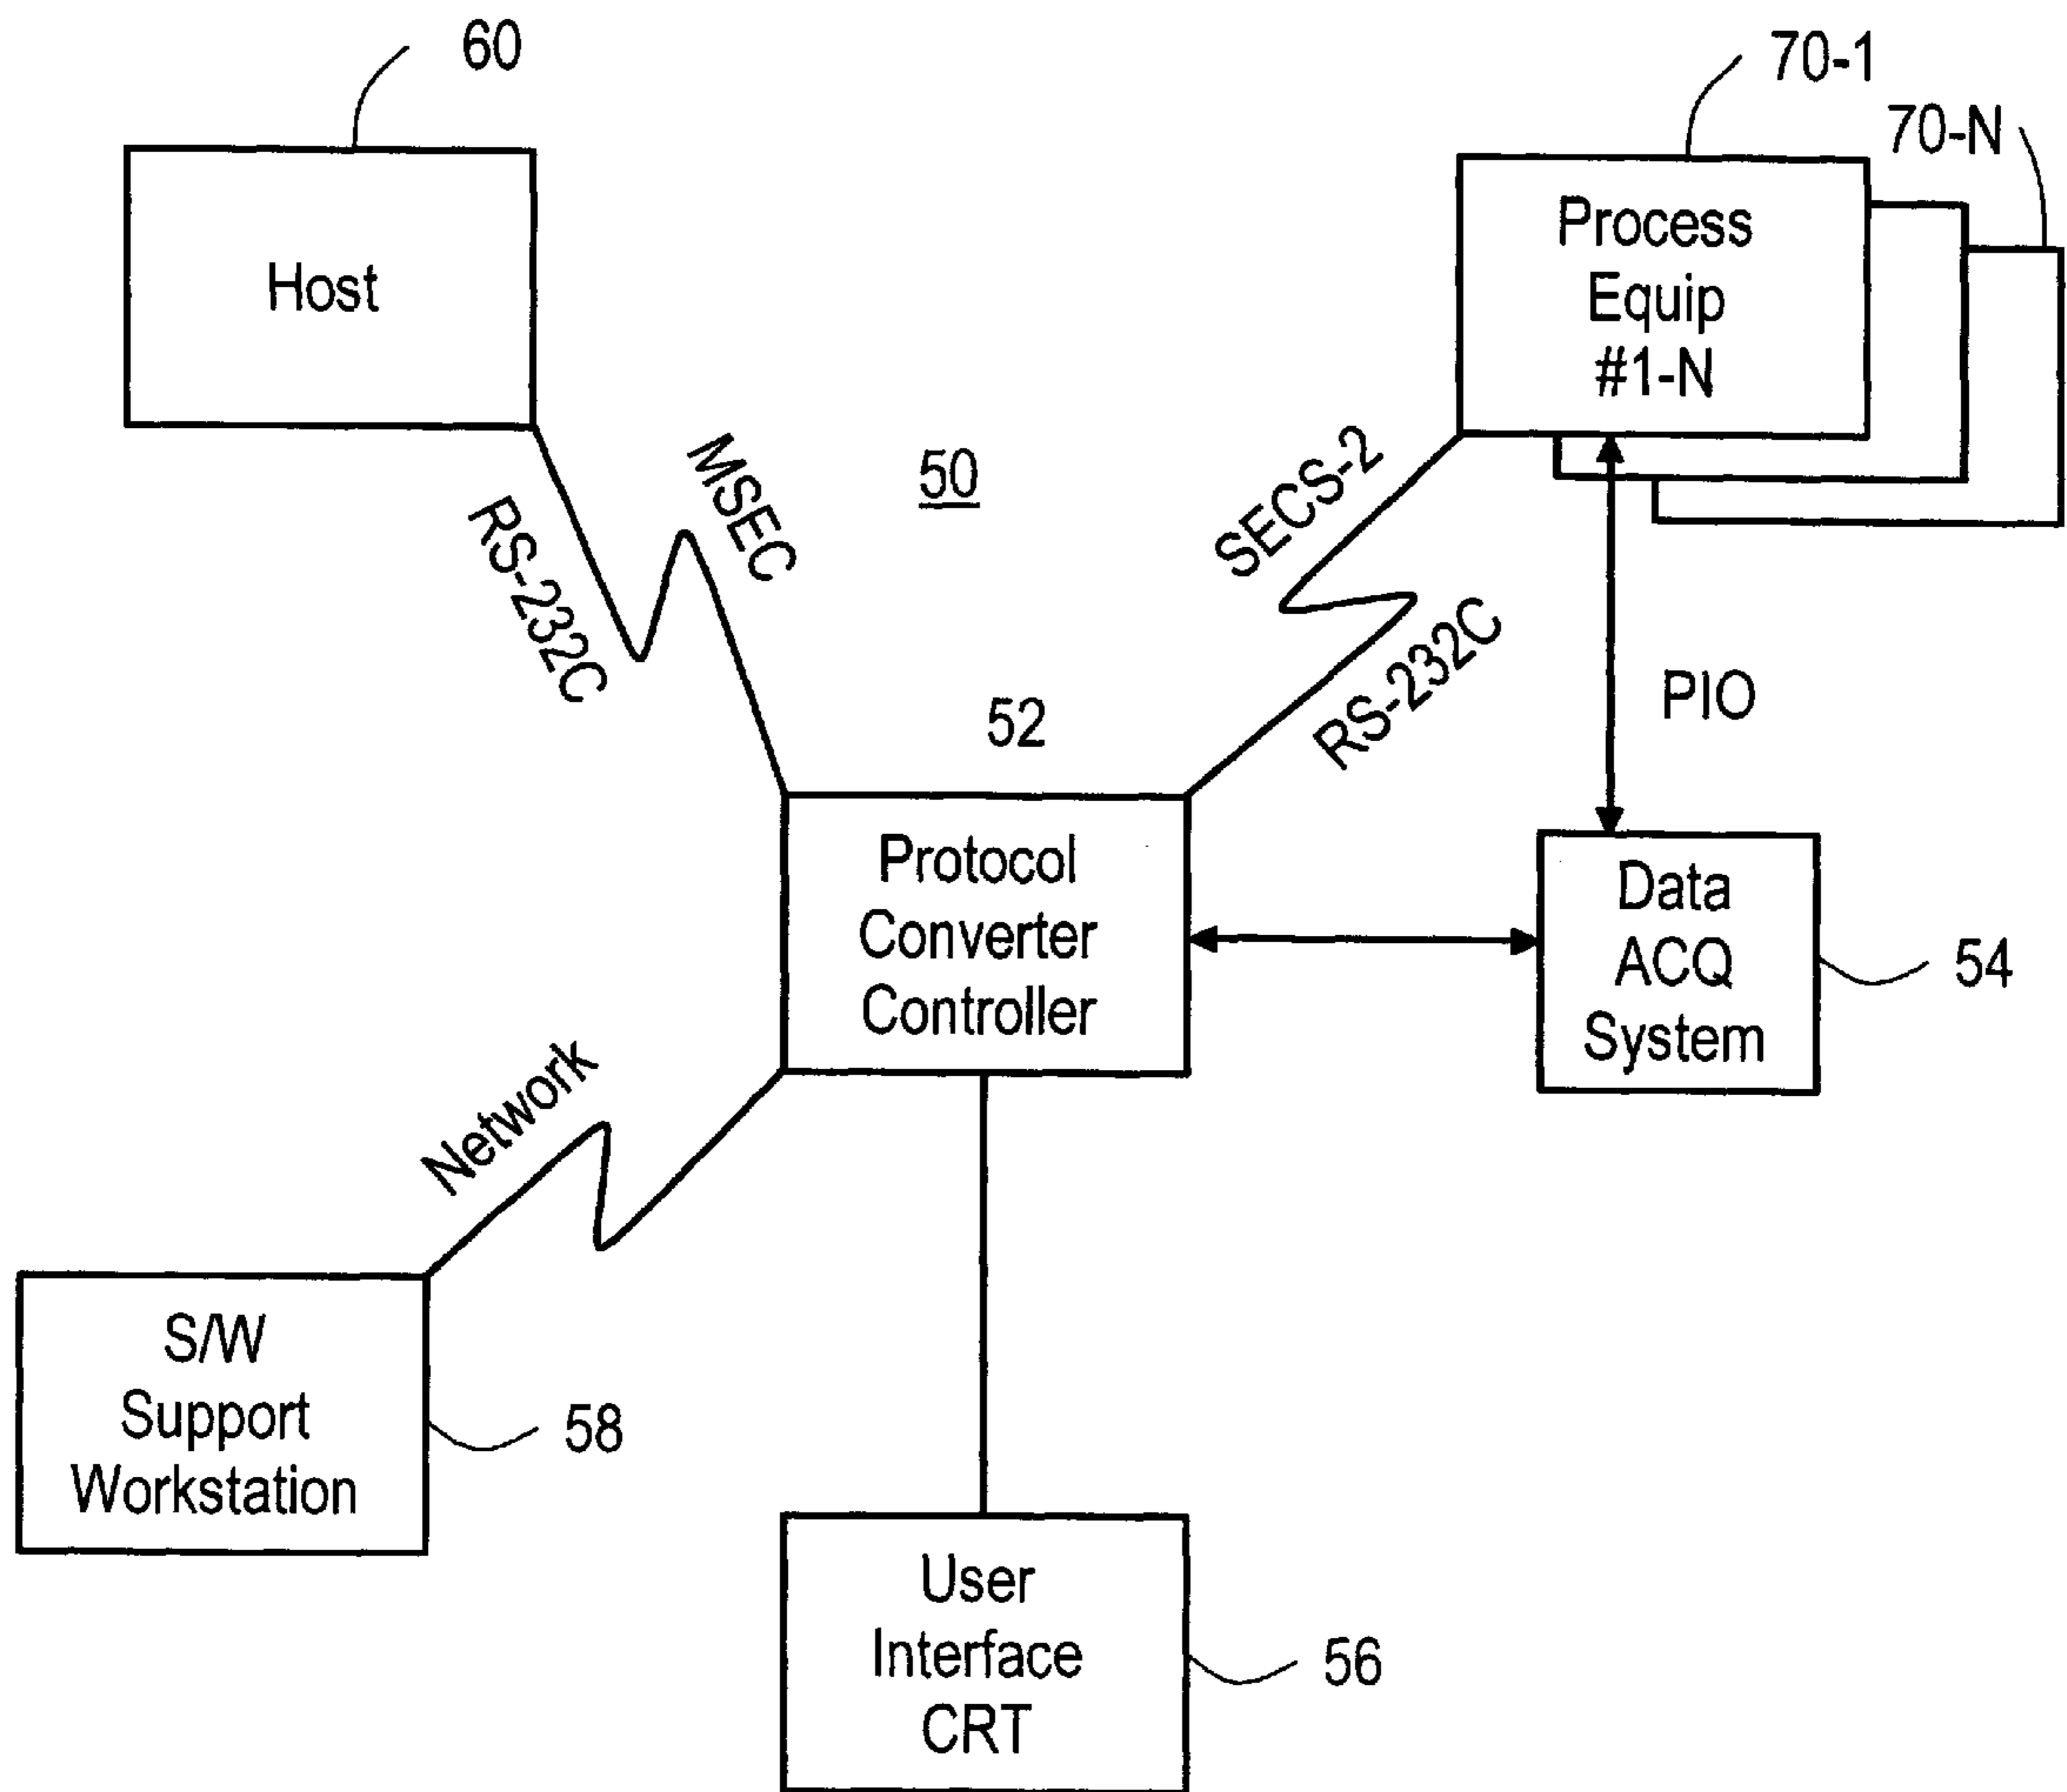 60
70-1
70-N
Host
Process
Equip
#1-N
50
MSEC
RS-232C
SECS-2
RS-232C
PIO
52
Protocol
Converter
Controller
Data
ACQ
System
54
Network
S/W
Support
Workstation
58
User
Interface
CRT
56